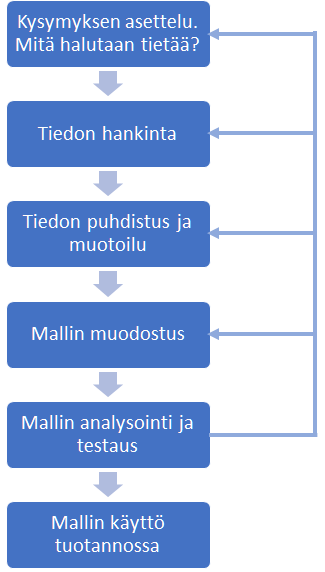 Kysymyksen asettelu.
Mitä halutaan tietää?
Tiedon hankinta
Tiedon puhdistus ja
muotoilu
Mallin muodostus
Mallin analysointi ja
testaus
Mallin käyttö
tuotannossa